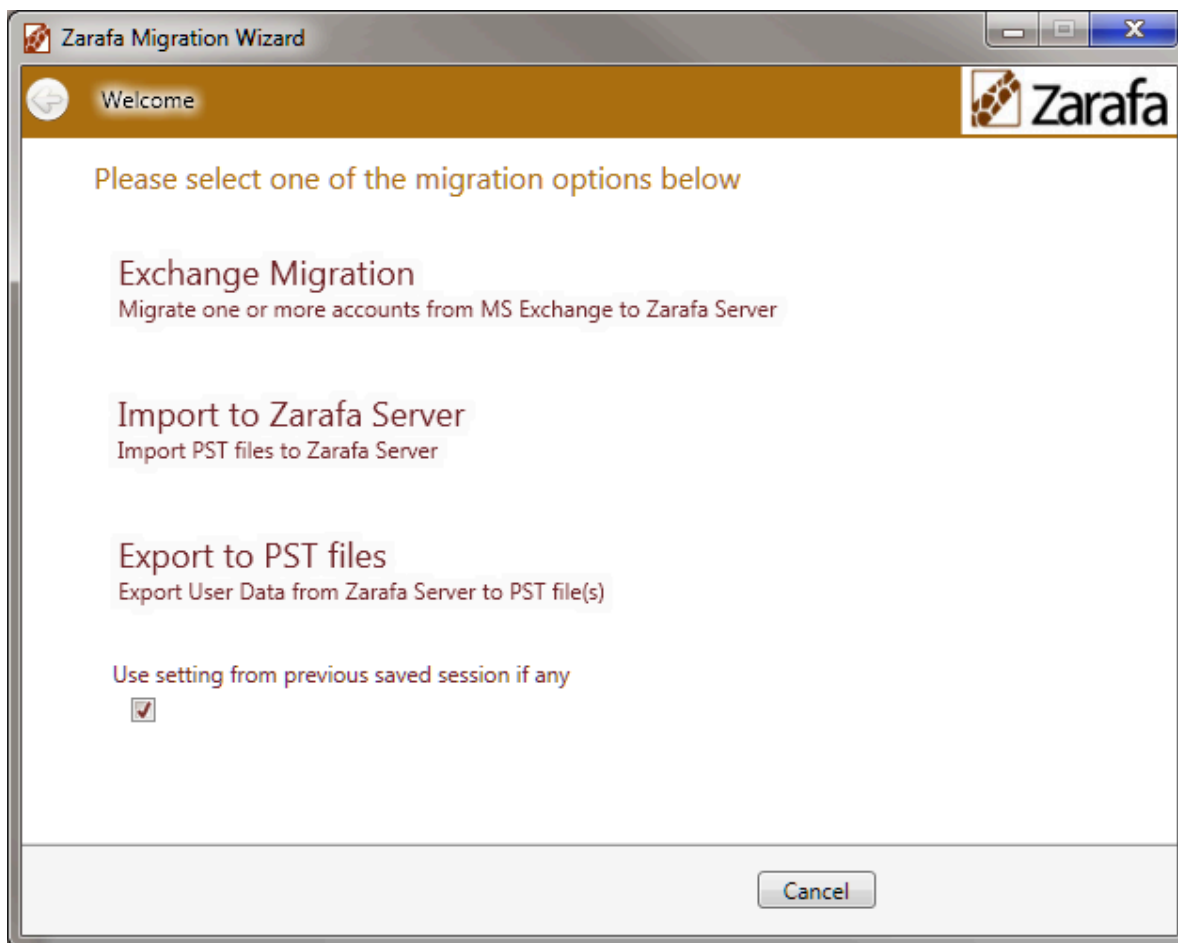 Zarafa Migration Wizard
Welcome
Zarafa
Please select one of the migration options below
Exchange Migration
Migrate one or more accounts from MS Exchange to Zarafa Server
Import to Zarafa Server
Import PST files to Zarafa Server
Export to PST files
Export User Data from Zarafa Server to PST file(s)
Use setting from previous saved session if any
Cancel